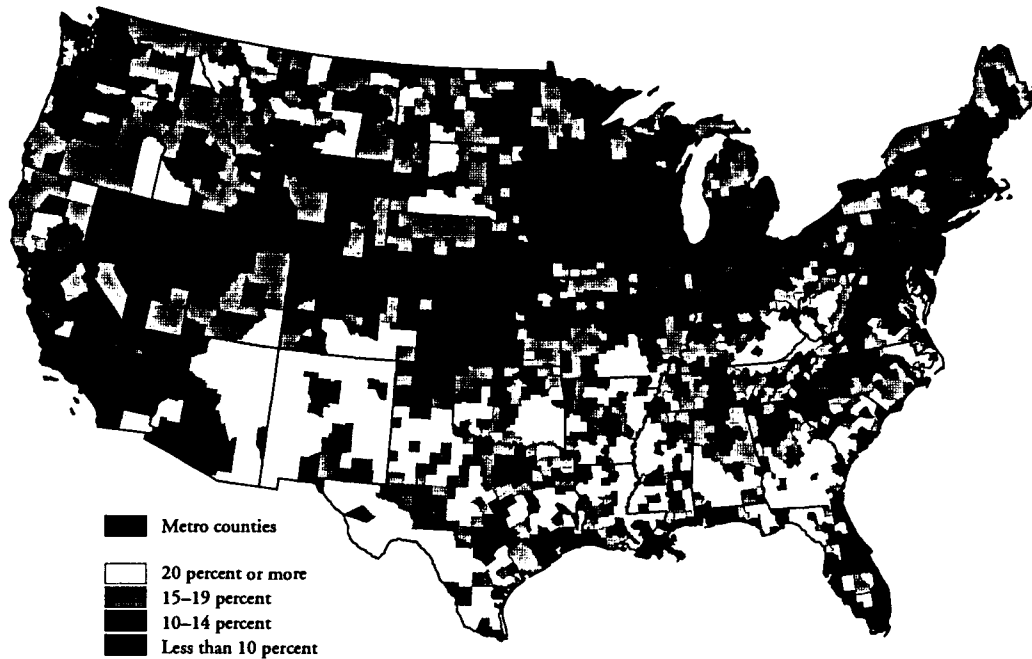 Metro counties
20 percent or more
15–19 percent
10–14 percent
Less than 10 percent